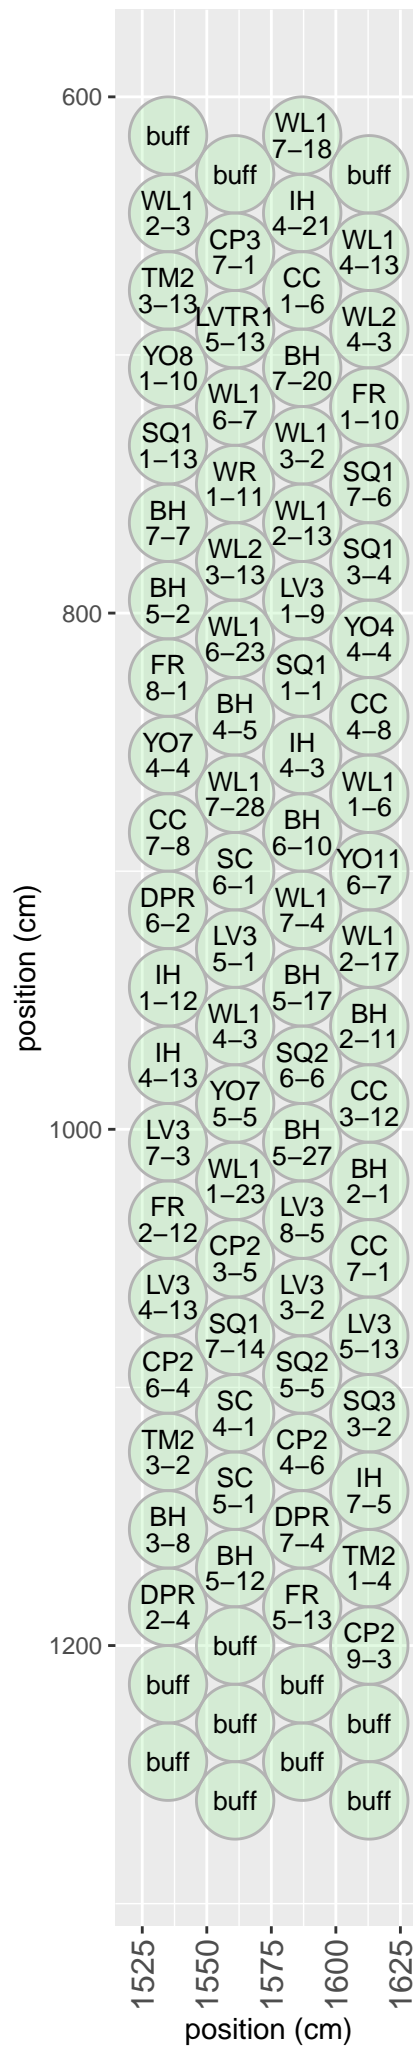 600
buff
WL1
7−18
buff
buff
WL1
2−3
IH
4−21
CP3
7−1
WL1
4−13
TM2
3−13
CC
1−6
LVTR1
5−13
WL2
4−3
YO8
1−10
BH
7−20
WL1
6−7
FR
1−10
SQ1
1−13
WL1
3−2
WR
1−11
SQ1
7−6
BH
7−7
WL1
2−13
WL2
3−13
SQ1
3−4
800
BH
5−2
LV3
1−9
WL1
6−23
YO4
4−4
FR
8−1
SQ1
1−1
BH
4−5
CC
4−8
YO7
4−4
IH
4−3
WL1
7−28
WL1
1−6
CC
7−8
BH
6−10
SC
6−1
YO11
6−7
DPR
6−2
WL1
7−4
LV3
5−1
WL1
2−17
position (cm)
IH
1−12
BH
5−17
WL1
4−3
BH
2−11
IH
4−13
SQ2
6−6
YO7
5−5
CC
3−12
1000
LV3
7−3
BH
5−27
WL1
1−23
BH
2−1
FR
2−12
LV3
8−5
CP2
3−5
CC
7−1
LV3
4−13
LV3
3−2
SQ1
7−14
LV3
5−13
CP2
6−4
SQ2
5−5
SC
4−1
SQ3
3−2
TM2
3−2
CP2
4−6
SC
5−1
IH
7−5
BH
3−8
DPR
7−4
BH
5−12
TM2
1−4
DPR
2−4
FR
5−13
1200
buff
CP2
9−3
buff
buff
buff
buff
buff
buff
buff
buff
1525
1550
1575
1600
1625
position (cm)